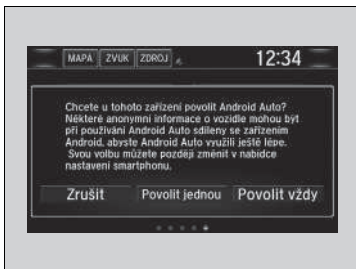 MAPA ZVUK ZDROJ 12:34
Chcete u tohoto zařízení povolit Android Auto?
Některé anonymní informace o vozidle mohou být
při používání Android Auto sdíleny se zařízením
Android, abyste Android Auto využili ještě lépe.
Svou volbu můžete později změnit v nabídce
nastavení smartphonu.
Zrušit Povolit jednou Povolit vždy